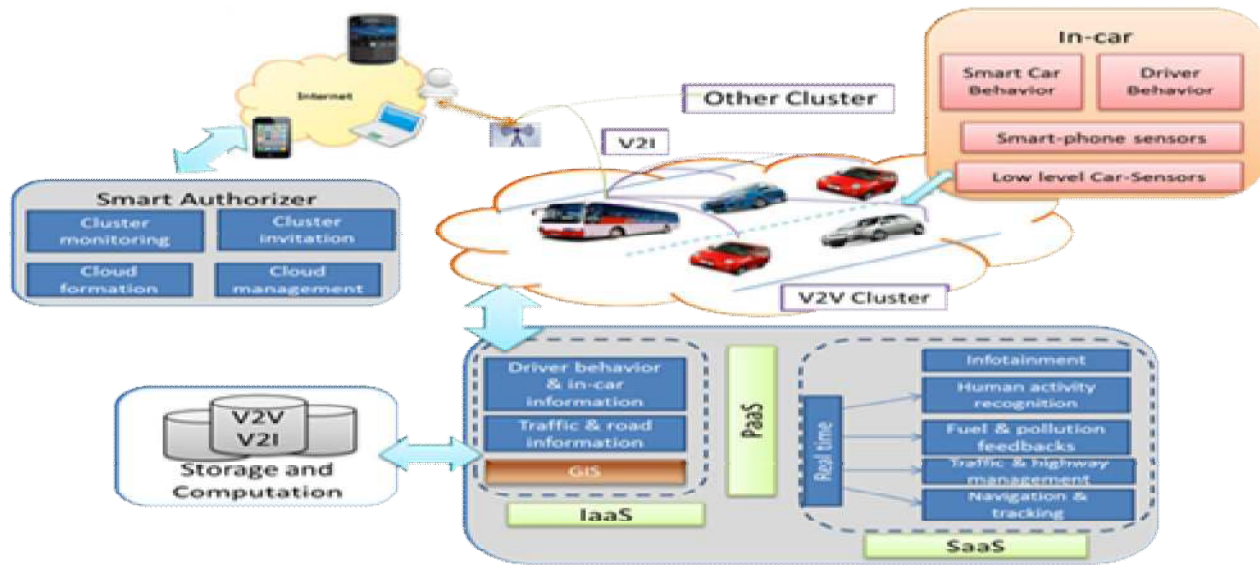 Internet
In-car
Smart Car
Behavior
Driver
Behavior
Smart-phone sensors
Low level Car-Sensors
Other Cluster
V2I
Smart Authorizer
Cluster
monitoring
Cluster
invitation
Cloud
formation
Cloud
management
V2V Cluster
Driver behavior
& in-car
information
Traffic & road
information
GIS
IaaS
PaaS
Real time
Infotainment
Human activity
recognition
Fuel & pollution
feedbacks
Traffic & highway
management
Navigation &
tracking
SaaS
V2V
V2I
Storage and
Computation